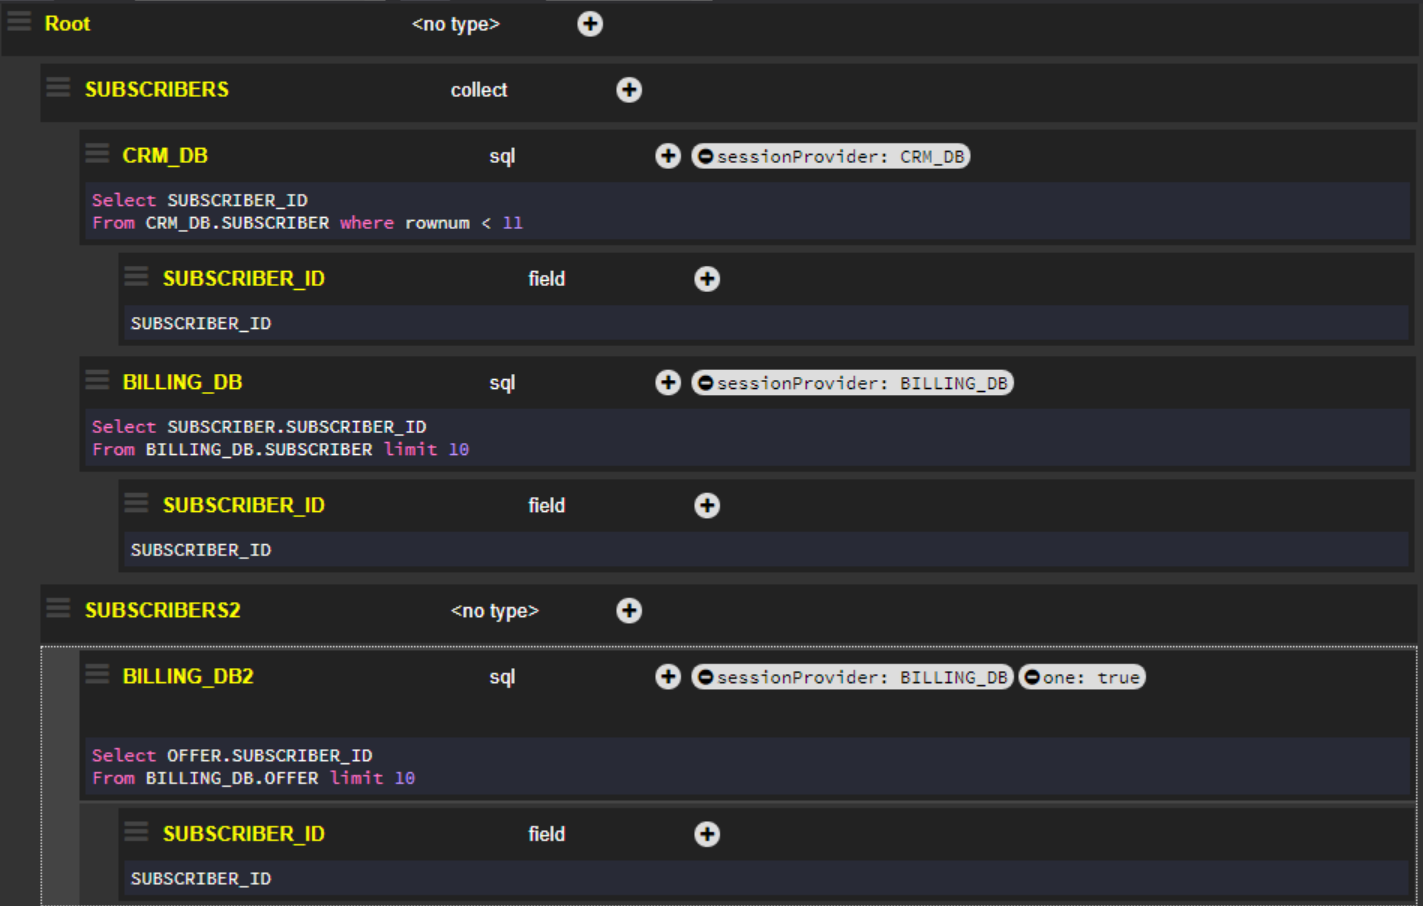 Root <no type>
SUBSCRIBERS collect
CRM_DB sql sessionProvider: CRM_DB
Select SUBSCRIBER_ID
From CRM_DB.SUBSCRIBER where rownum < 11
SUBSCRIBER_ID field
SUBSCRIBER_ID
BILLING_DB sql sessionProvider: BILLING_DB
Select SUBSCRIBER.SUBSCRIBER_ID
From BILLING_DB.SUBSCRIBER limit 10
SUBSCRIBER_ID field
SUBSCRIBER_ID
SUBSCRIBERS2 <no type>
BILLING_DB2 sql sessionProvider: BILLING_DB one: true
Select OFFER.SUBSCRIBER_ID
From BILLING_DB.OFFER limit 10
SUBSCRIBER_ID field
SUBSCRIBER_ID